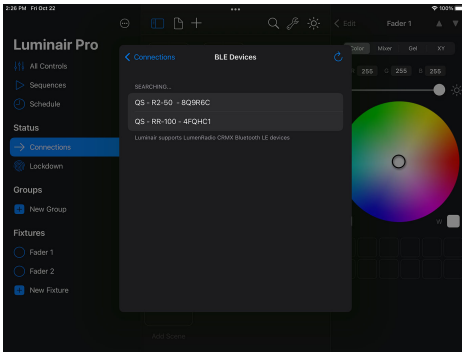 2:26 PM Fri Oct 22
100%
Edit
Fader 1
Luminair Pro
Connections
BLE Devices
Color
Mixer
Gel
XY
All Controls
255
G 255
B 255
Sequences
SEARCHING...
Schedule
QS - R2-50 - 8Q9R6C
QS - RR-100 - 4FQHC1
Status
Luminair supports LumenRadio CRMX Bluetooth LE devices
Connections
Lockdown
Groups
New Group
W
Fixtures
Fader 1
Fader 2
New Fixture
Add Scene